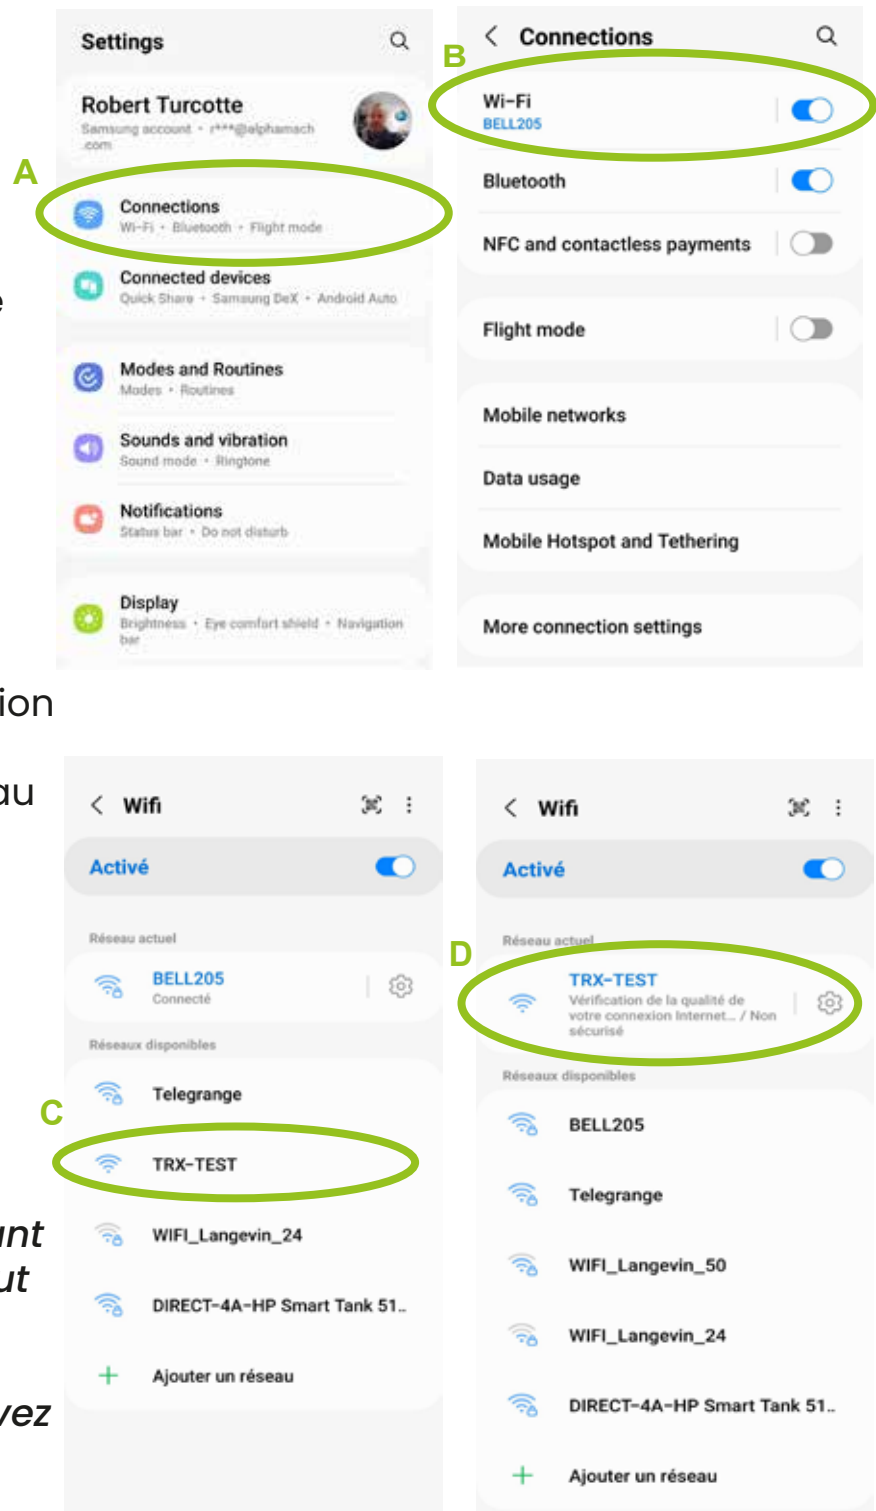 Settings
Robert Turcotte
Samsung account • r***@alphamach
.com
A
Connections
Wi-Fi • Bluetooth • Flight mode
Connected devices
Quick Share • Samsung DeX • Android Auto
e
Modes and Routines
Modes • Routines
Sounds and vibration
Sound mode • Ringtone
Notifications
Status bar • Do not disturb
Display
Brightness • Eye comfort shield • Navigation
bar
B
< Connections
Wi-Fi
BELL205
Bluetooth
NFC and contactless payments
Flight mode
Mobile networks
Data usage
Mobile Hotspot and Tethering
More connection settings
ion
au
< Wifi
Activé
Réseau actuel
BELL205
Connecté
Réseaux disponibles
Telegrange
C
TRX-TEST
WIFI_Langevin_24
DIRECT-4A-HP Smart Tank 51..
+ Ajouter un réseau
ant
ut
vez
< Wifi
Activé
Réseau actuel
D
TRX-TEST
Vérification de la qualité de
votre connexion Internet... / Non
sécurisé
Réseaux disponibles
BELL205
Telegrange
WIFI_Langevin_50
WIFI_Langevin_24
DIRECT-4A-HP Smart Tank 51..
+ Ajouter un réseau